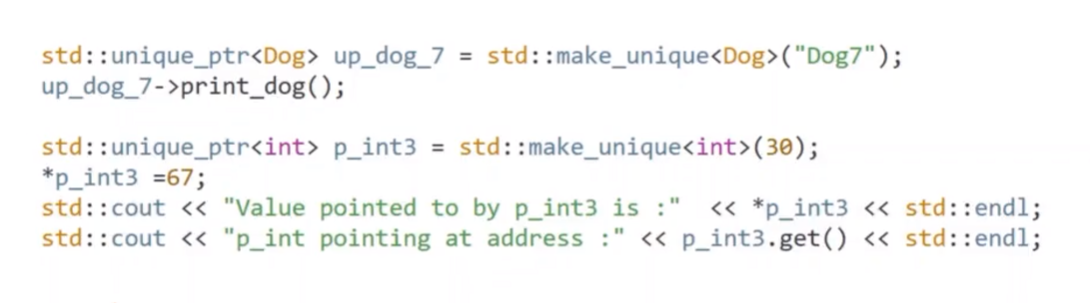 std::unique_ptr<Dog> up_dog_7 = std::make_unique<Dog>("Dog7");
up_dog_7->print_dog();
std::unique_ptr<int> p_int3 = std::make_unique<int>(30);
*p_int3 =67;
std::cout << "Value pointed to by p_int3 is :"  << *p_int3 << std::endl;
std::cout << "p_int pointing at address :" << p_int3.get() << std::endl;